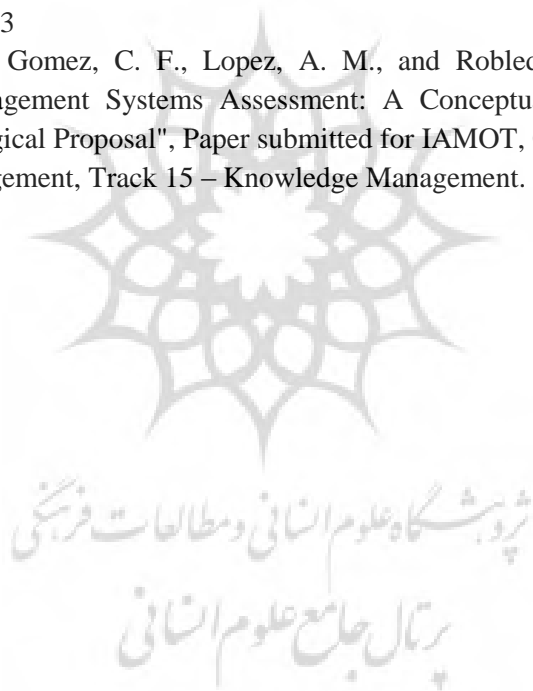 3
Gomez, C. F., Lopez, A. M., and Robled
agement Systems Assessment: A Conceptu
gical Proposal", Paper submitted for IAMOT,
gement, Track 15 – Knowledge Management.
پژوهشگاه علوم انسانی و مطالعات فرهنگی
پرتال جامع علوم انسانی